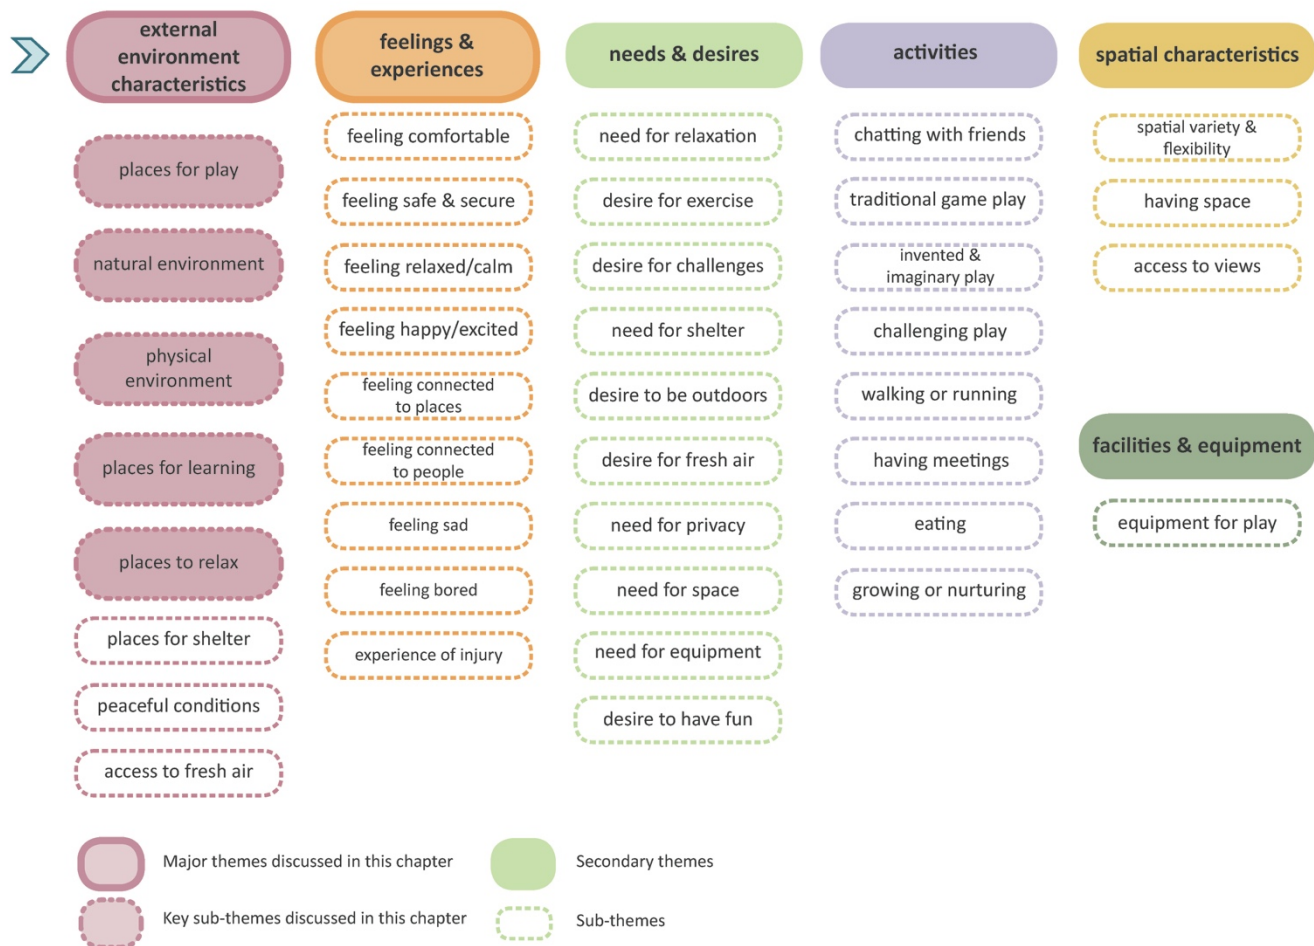 external
environment
characteristics
places for play
natural environment
physical
environment
places for learning
places to relax
places for shelter
peaceful conditions
access to fresh air
feelings &
experiences
feeling comfortable
feeling safe & secure
feeling relaxed/calm
feeling happy/excited
feeling connected
to places
feeling connected
to people
feeling sad
feeling bored
experience of injury
needs & desires
need for relaxation
desire for exercise
desire for challenges
need for shelter
desire to be outdoors
desire for fresh air
need for privacy
need for space
need for equipment
desire to have fun
activities
chatting with friends
traditional game play
invented &
imaginary play
challenging play
walking or running
having meetings
eating
growing or nurturing
spatial characteristics
spatial variety &
flexibility
having space
access to views
facilities & equipment
equipment for play
Major themes discussed in this chapter
Key sub-themes discussed in this chapter
Secondary themes
Sub-themes